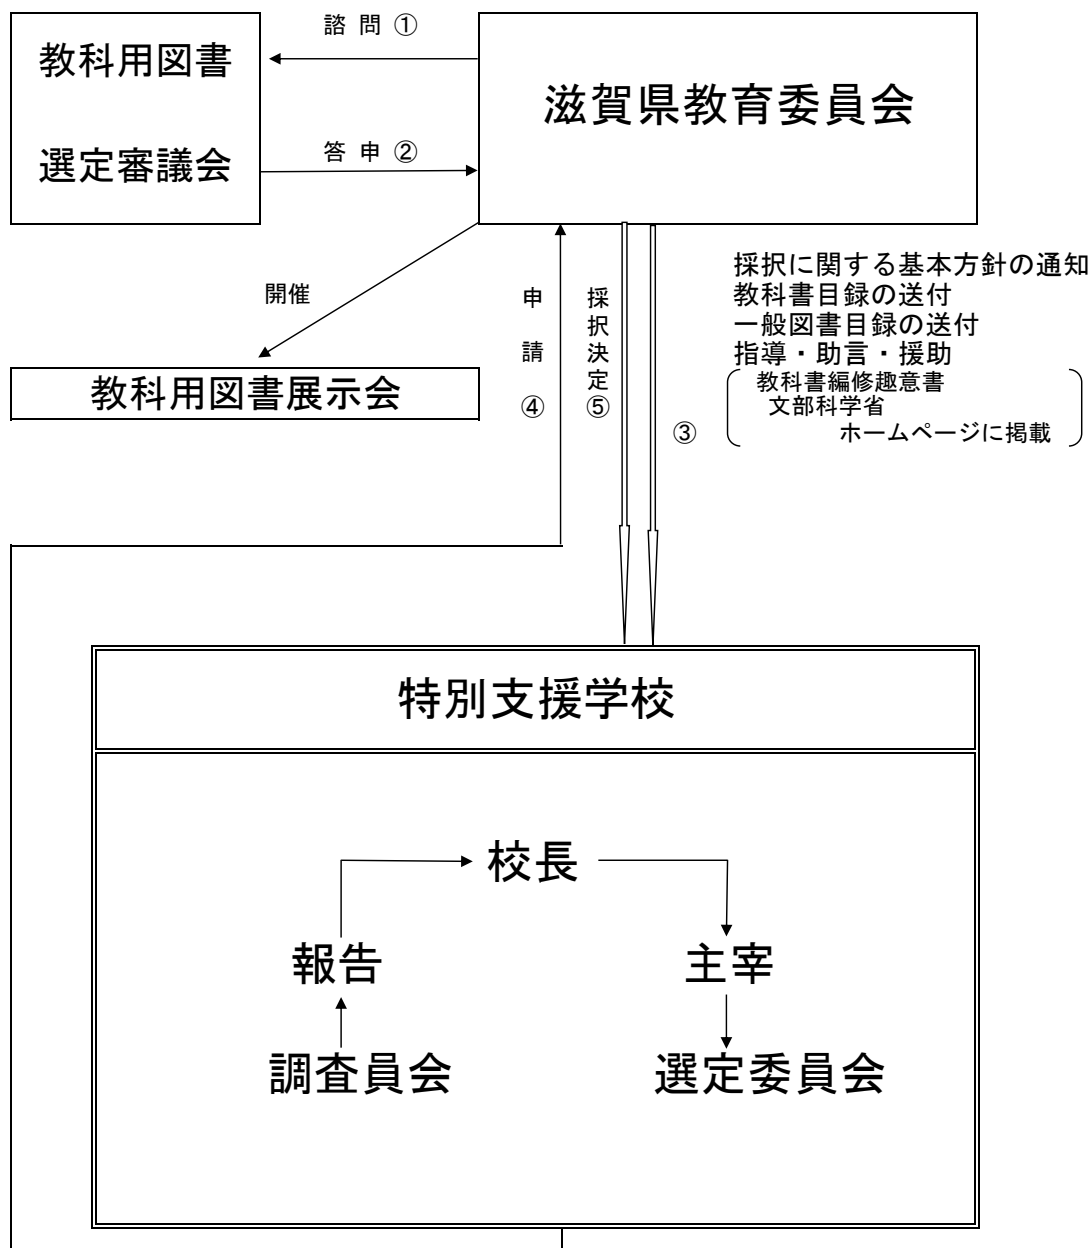 諮問①
教科用図書
選定審議会
答申②
滋賀県教育委員会
開催
教科用図書展示会
申請④
採択決定⑤
③
採択に関する基本方針の通知
教科書目録の送付
一般図書目録の送付
指導・助言・援助
教科書編修趣意書
文部科学省
ホームページに掲載
特別支援学校
校長
報告
主宰
調査員会
選定委員会